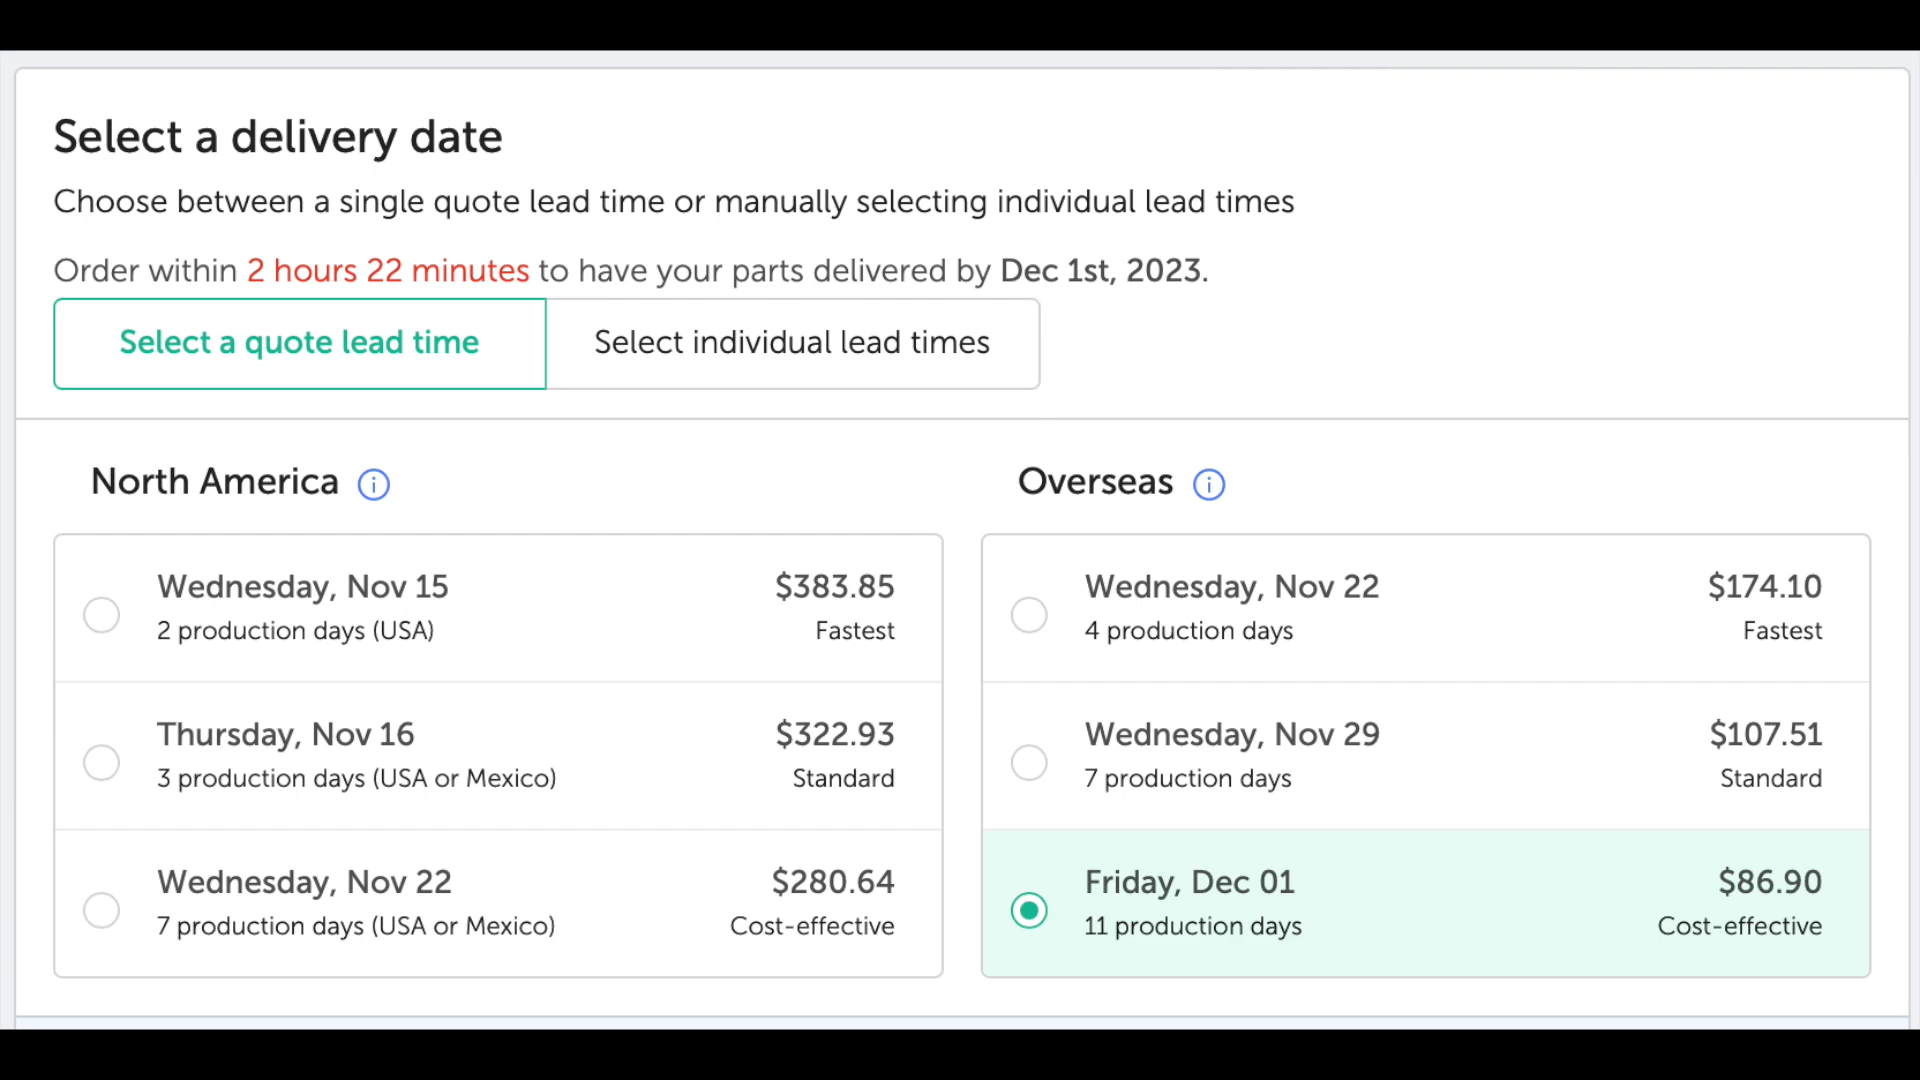 Select a delivery date
Choose between a single quote lead time or manually selecting individual lead times
Order within 2 hours 22 minutes to have your parts delivered by Dec 1st, 2023.
Select a quote lead time
Select individual lead times
North America
Wednesday, Nov 15
$383.85
2 production days (USA)
Fastest
Thursday, Nov 16
$322.93
3 production days (USA or Mexico)
Standard
Wednesday, Nov 22
$280.64
7 production days (USA or Mexico)
Cost-effective
Overseas
Wednesday, Nov 22
$174.10
4 production days
Fastest
Wednesday, Nov 29
$107.51
7 production days
Standard
Friday, Dec 01
$86.90
11 production days
Cost-effective